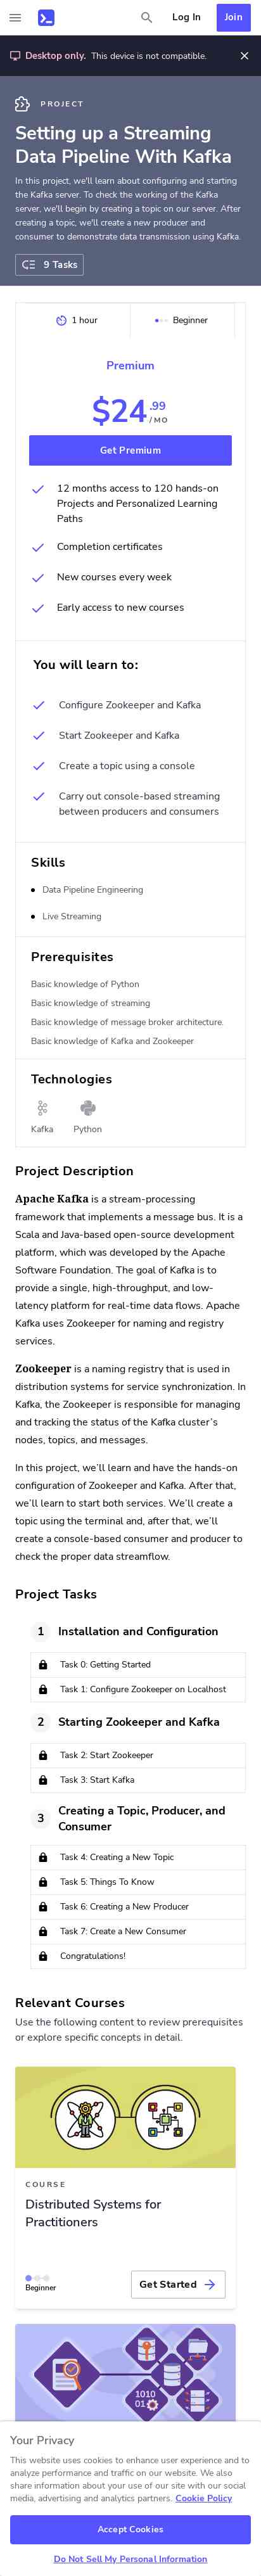 Log In
Join
Desktop only. This device is not compatible.
PROJECT
Setting up a Streaming
Data Pipeline With Kafka
In this project, we'll learn about configuring and starting
the Kafka server. To check the working of the Kafka
server, we'll begin by creating a topic on our server. After
creating a topic, we'll create a new producer and
consumer to demonstrate data transmission using Kafka.
9 Tasks
1 hour
Beginner
Premium
$24.99
/MO
Get Premium
12 months access to 120 hands-on
Projects and Personalized Learning
Paths
Completion certificates
New courses every week
Early access to new courses
You will learn to:
Configure Zookeeper and Kafka
Start Zookeeper and Kafka
Create a topic using a console
Carry out console-based streaming
between producers and consumers
Skills
Data Pipeline Engineering
Live Streaming
Prerequisites
Basic knowledge of Python
Basic knowledge of streaming
Basic knowledge of message broker architecture.
Basic knowledge of Kafka and Zookeeper
Technologies
Kafka
Python
Project Description
Apache Kafka is a stream-processing
framework that implements a message bus. It is a
Scala and Java-based open-source development
platform, which was developed by the Apache
Software Foundation. The goal of Kafka is to
provide a single, high-throughput, and low-
latency platform for real-time data flows. Apache
Kafka uses Zookeeper for naming and registry
services.
Zookeeper is a naming registry that is used in
distribution systems for service synchronization. In
Kafka, the Zookeeper is responsible for managing
and tracking the status of the Kafka cluster’s
nodes, topics, and messages.
In this project, we’ll learn and have the hands-on
configuration of Zookeeper and Kafka. After that,
we’ll learn to start both services. We’ll create a
topic using the terminal and, after that, we’ll
create a console-based consumer and producer to
check the proper data streamflow.
Project Tasks
1
Installation and Configuration
Task 0: Getting Started
Task 1: Configure Zookeeper on Localhost
2
Starting Zookeeper and Kafka
Task 2: Start Zookeeper
Task 3: Start Kafka
3
Creating a Topic, Producer, and
Consumer
Task 4: Creating a New Topic
Task 5: Things To Know
Task 6: Creating a New Producer
Task 7: Create a New Consumer
Congratulations!
Relevant Courses
Use the following content to review prerequisites
or explore specific concepts in detail.
COURSE
Distributed Systems for
Practitioners
Beginner
Get Started
1010
01
Your Privacy
This website uses cookies to enhance user experience and to
analyze performance and traffic on our website. We also
share information about your use of our site with our social
media, advertising and analytics partners. Cookie Policy
Accept Cookies
Do Not Sell My Personal Information